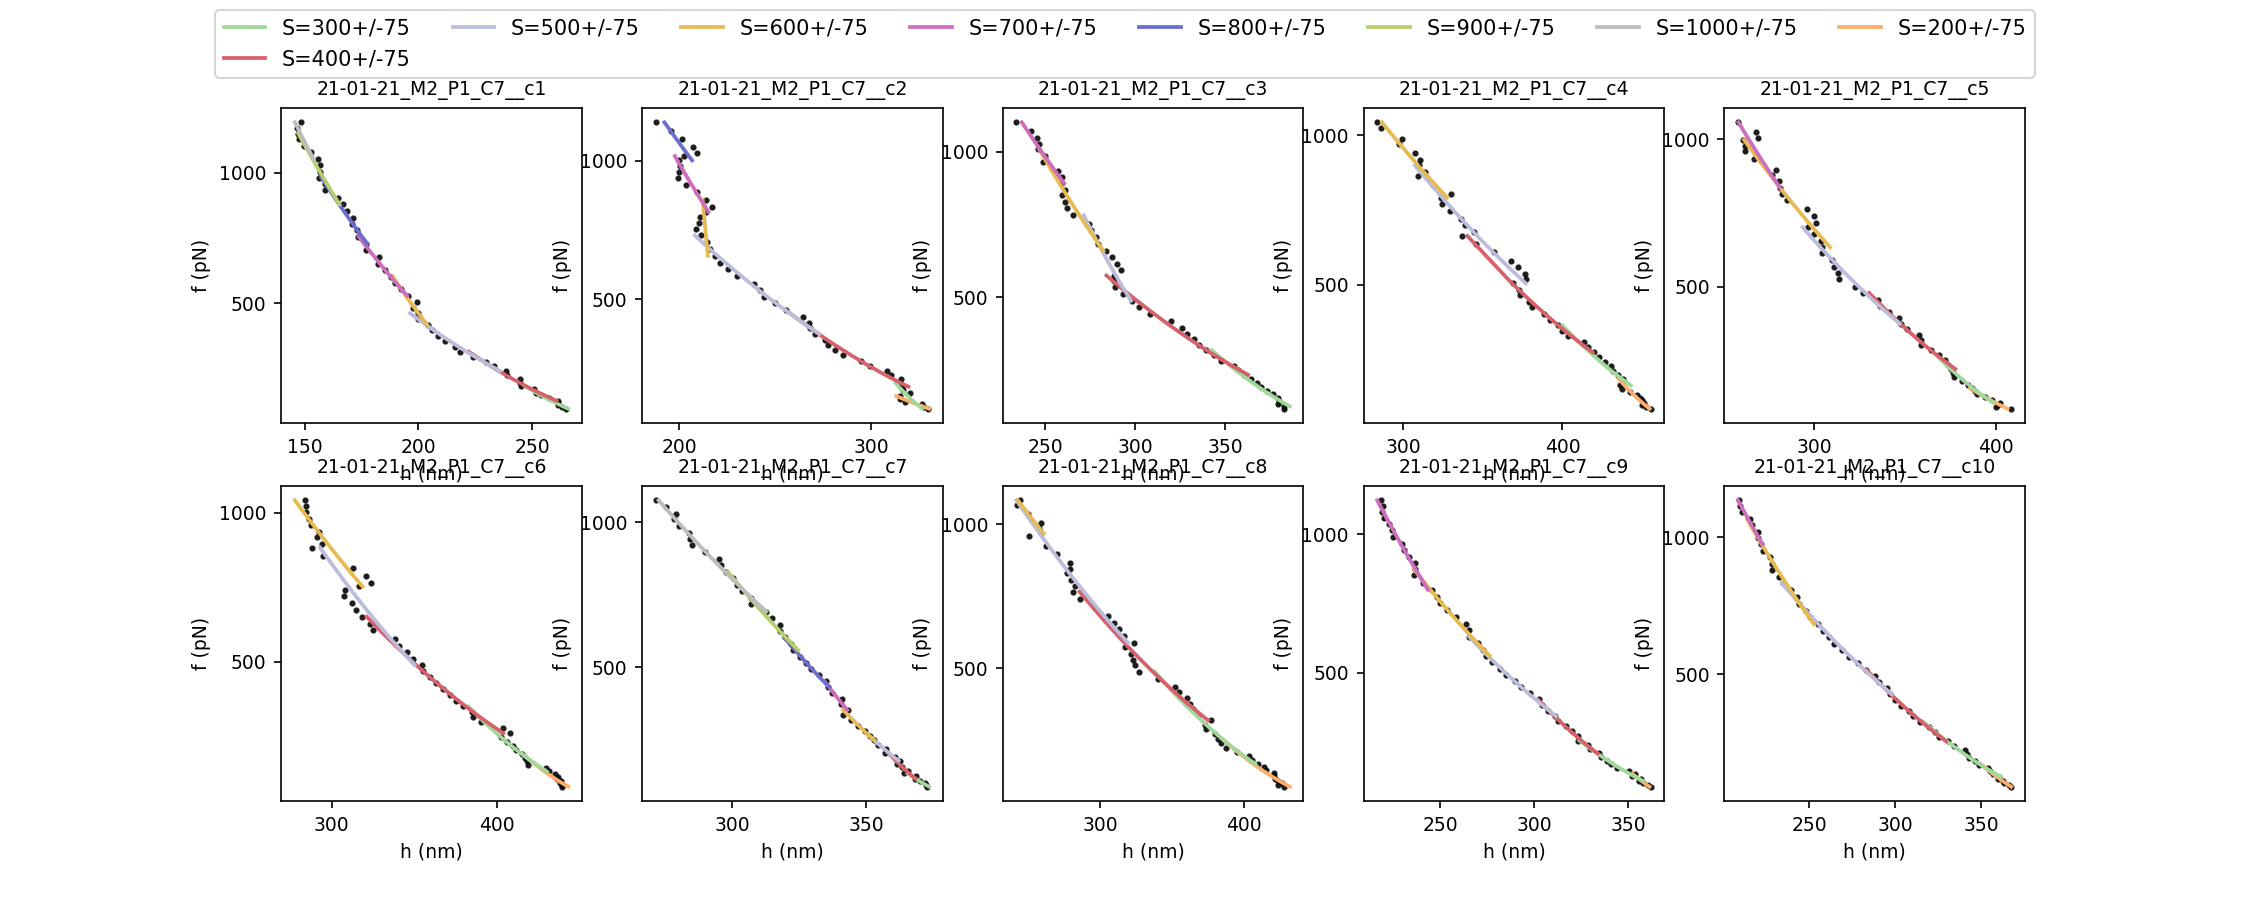 S=300+/-75 S=500+/-75 S=600+/-75 S=700+/-75 S=800+/-75 S=900+/-75 S=1000+/-75 S=200+/-75
S=400+/-75
21-01-21_M2_P1_C7__c1 21-01-21_M2_P1_C7__c2 21-01-21_M2_P1_C7__c3 21-01-21_M2_P1_C7__c4 21-01-21_M2_P1_C7__c5
1000 1000 1000 1000 1000
f (pN) f (pN) f (pN) f (pN) f (pN)
500 500 500 500 500
150 200 250 200 300 250 300 350 300 400 300 400
h (nm) h (nm) h (nm) h (nm) h (nm)
21-01-21_M2_P1_C7__c6 21-01-21_M2_P1_C7__c7 21-01-21_M2_P1_C7__c8 21-01-21_M2_P1_C7__c9 21-01-21_M2_P1_C7__c10
1000 1000 1000 1000 1000
f (pN) f (pN) f (pN) f (pN) f (pN)
500 500 500 500 500
300 400 300 350 300 400 250 300 350 250 300 350
h (nm) h (nm) h (nm) h (nm) h (nm)